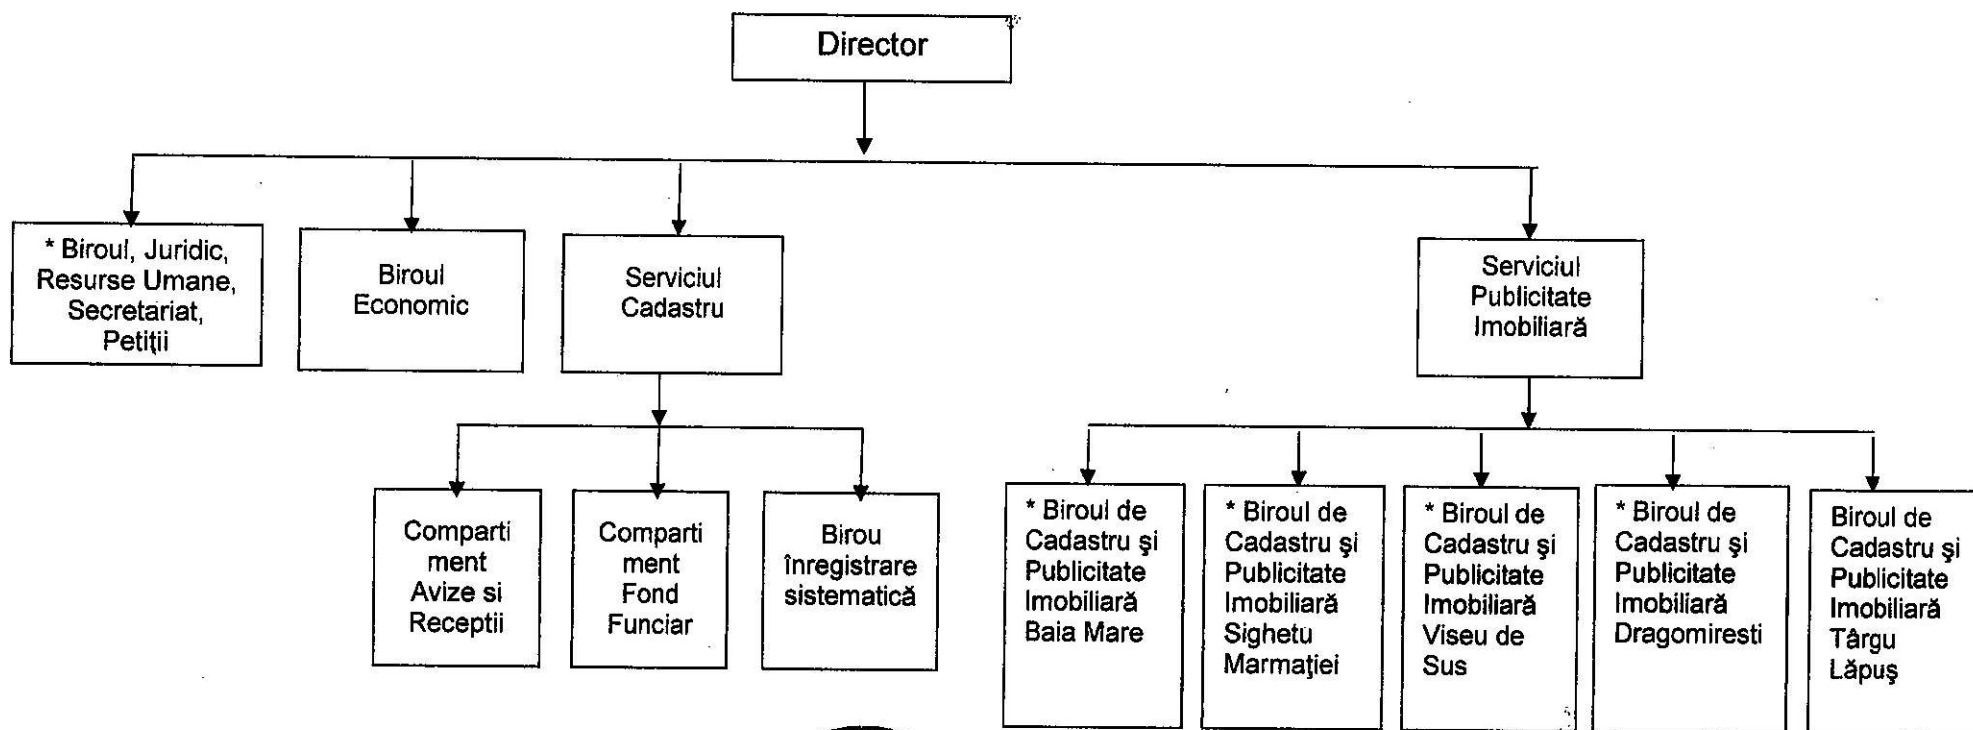 Director
* Biroul, Juridic,
Resurse Umane,
Secretariat,
Petiţii
Biroul
Economic
Serviciul
Cadastru
Serviciul
Publicitate
Imobiliară
Comparti
ment
Avize si
Receptii
Comparti
ment
Fond
Funciar
Birou
înregistrare
sistematică
* Biroul de
Cadastru şi
Publicitate
Imobiliară
Baia Mare
* Biroul de
Cadastru şi
Publicitate
Imobiliară
Sighetu
Marmaţiei
* Biroul de
Cadastru şi
Publicitate
Imobiliară
Viseu de
Sus
* Biroul de
Cadastru şi
Publicitate
Imobiliară
Dragomiresti
Biroul de
Cadastru şi
Publicitate
Imobiliară
Târgu
Lăpuş